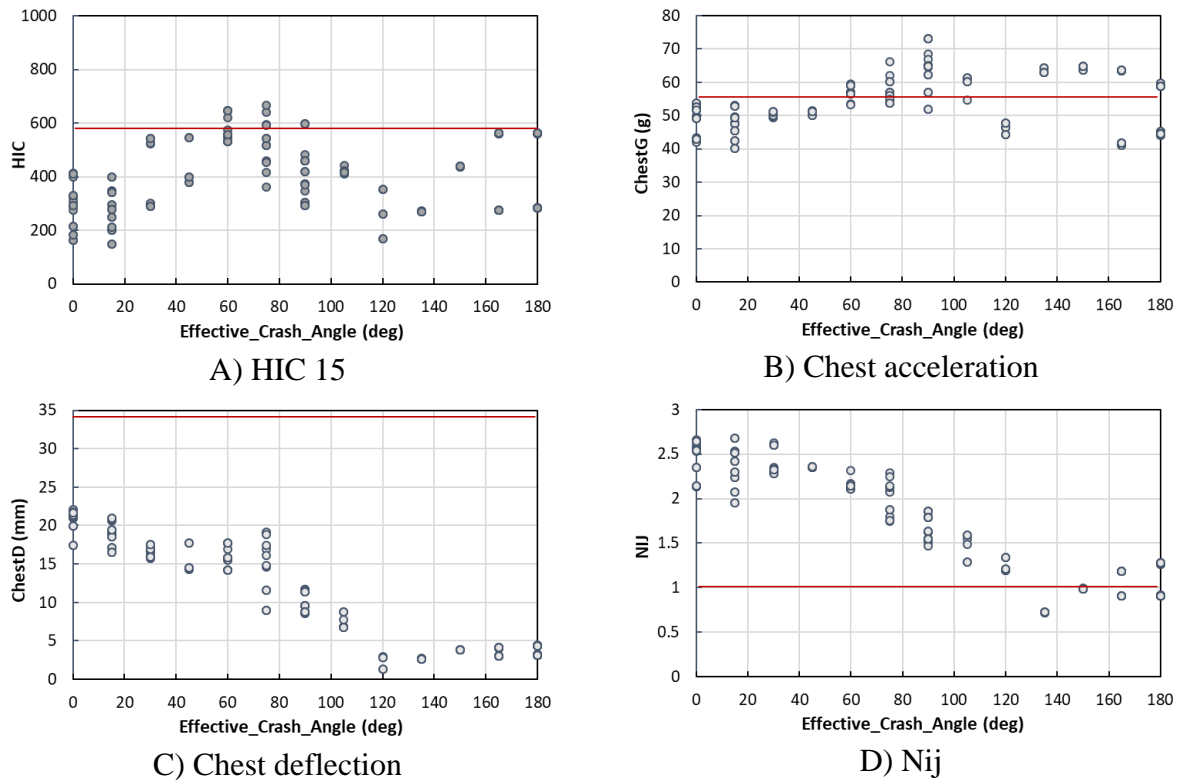 1000
800
600
400
200
0
HIC
0 20 40 60 80 100 120 140 160 180
Effective_Crash_Angle (deg)
A) HIC 15
80
70
60
50
40
30
20
10
0
ChestG (g)
0 20 40 60 80 100 120 140 160 180
Effective_Crash_Angle (deg)
B) Chest acceleration
35
30
25
20
15
10
5
0
ChestD (mm)
0 20 40 60 80 100 120 140 160 180
Effective_Crash_Angle (deg)
C) Chest deflection
3
2.5
2
1.5
1
0.5
0
NIJ
0 20 40 60 80 100 120 140 160 180
Effective_Crash_Angle (deg)
D) Nij